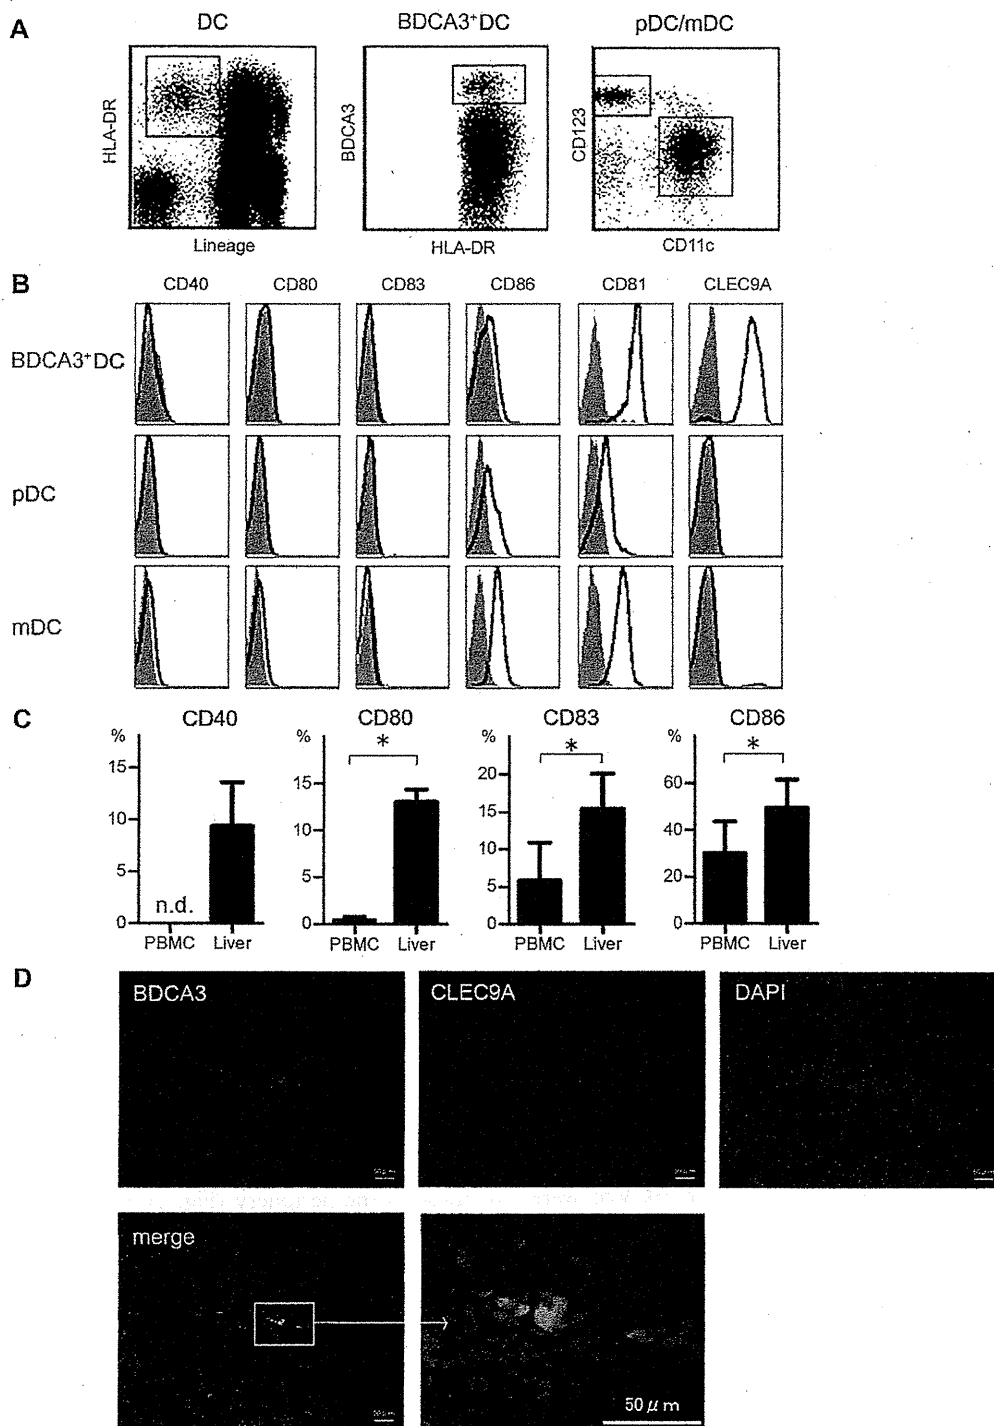 A
DC
BDCA3⁺DC
pDC/mDC
HLA-DR
BDCA3
CD123
Lineage
HLA-DR
CD11c
B
CD40
CD80
CD83
CD86
CD81
CLEC9A
BDCA3⁺DC
pDC
mDC
C
CD40
CD80
CD83
CD86
%
%
%
%
15
10
5
0
n.d.
PBMC
Liver
15
10
5
0
*
PBMC
Liver
20
15
10
5
0
*
PBMC
Liver
60
40
20
0
*
PBMC
Liver
D
BDCA3
CLEC9A
DAPI
merge
50 μm